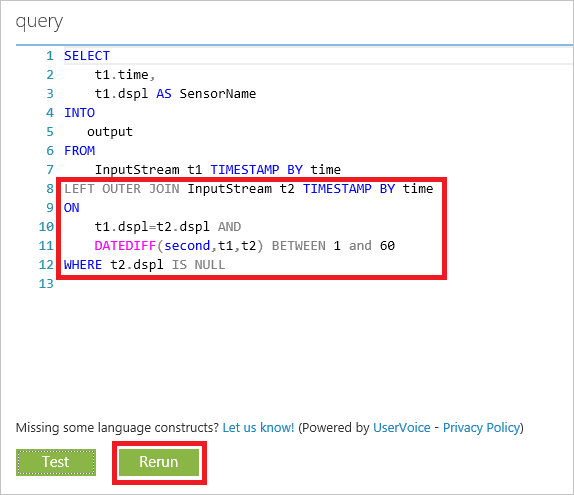 query
1 SELECT
2 t1.time,
3 t1.dspl AS SensorName
4 INTO
5 output
6 FROM
7 InputStream t1 TIMESTAMP BY time
8 LEFT OUTER JOIN InputStream t2 TIMESTAMP BY time
9 ON
10 t1.dspl=t2.dspl AND
11 DATEDIFF(second,t1,t2) BETWEEN 1 and 60
12 WHERE t2.dspl IS NULL
13
Missing some language constructs? Let us know! (Powered by UserVoice - Privacy Policy)
Test Rerun